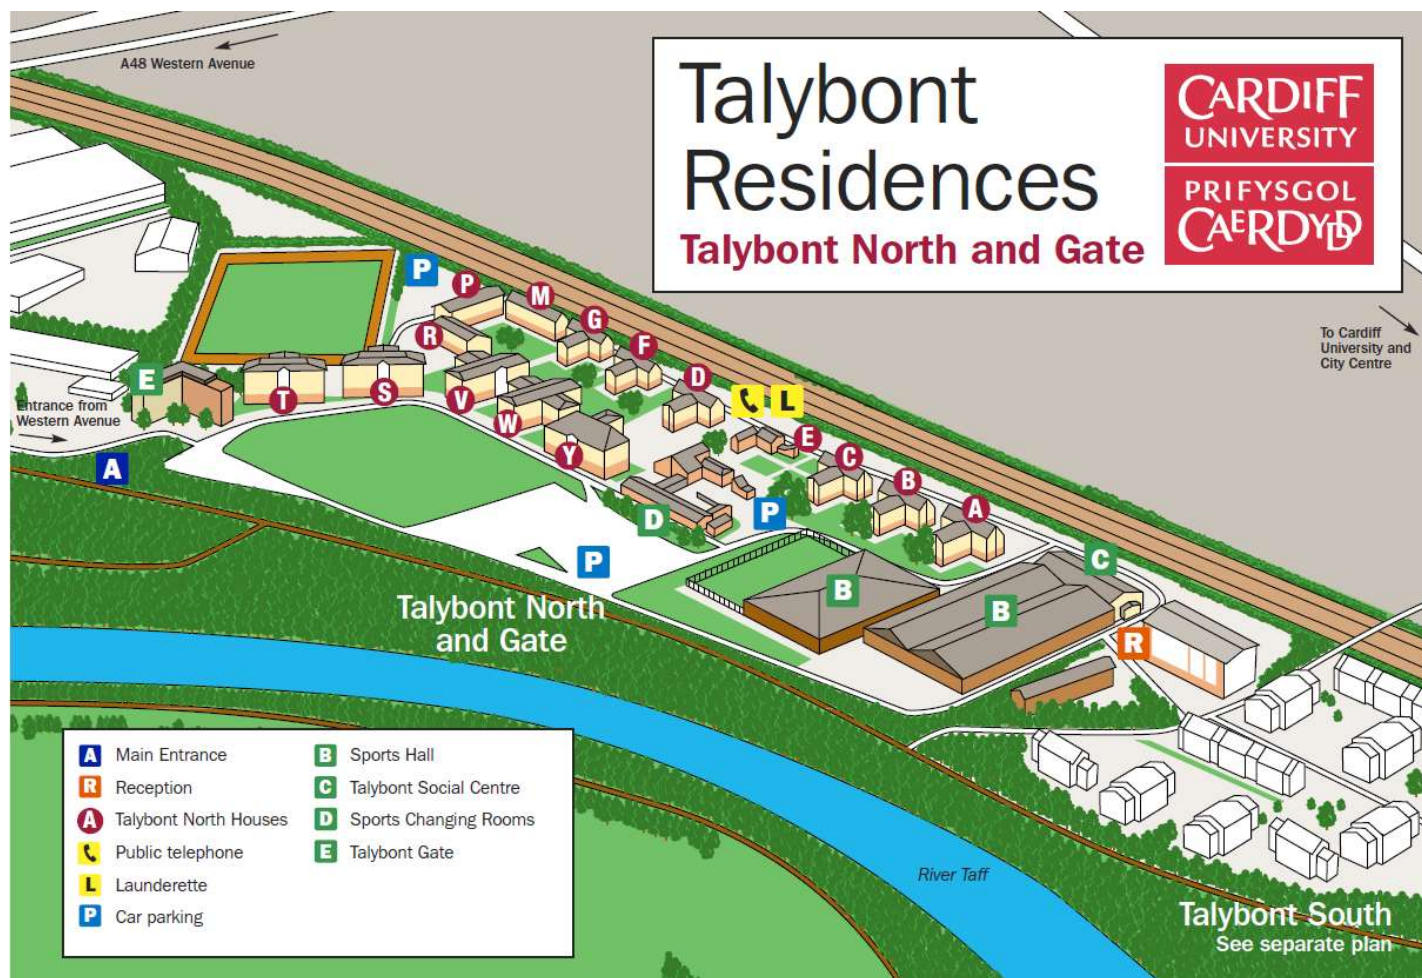 A48 Western Avenue
Talybont
Residences
Talybont North and Gate
CARDIFF
UNIVERSITY
PRIFYSGOL
CAERDYDD
To Cardiff
University and
City Centre
P
P
M
G
R
F
E
D
L
T
S
V
W
Y
E
C
B
A
Entrance from
Western Avenue
A
D
P
P
C
B
B
R
Talybont North
and Gate
A Main Entrance
R Reception
A Talybont North Houses
Public telephone
L Launderette
P Car parking
B Sports Hall
C Talybont Social Centre
D Sports Changing Rooms
E Talybont Gate
River Taff
Talybont South
See separate plan